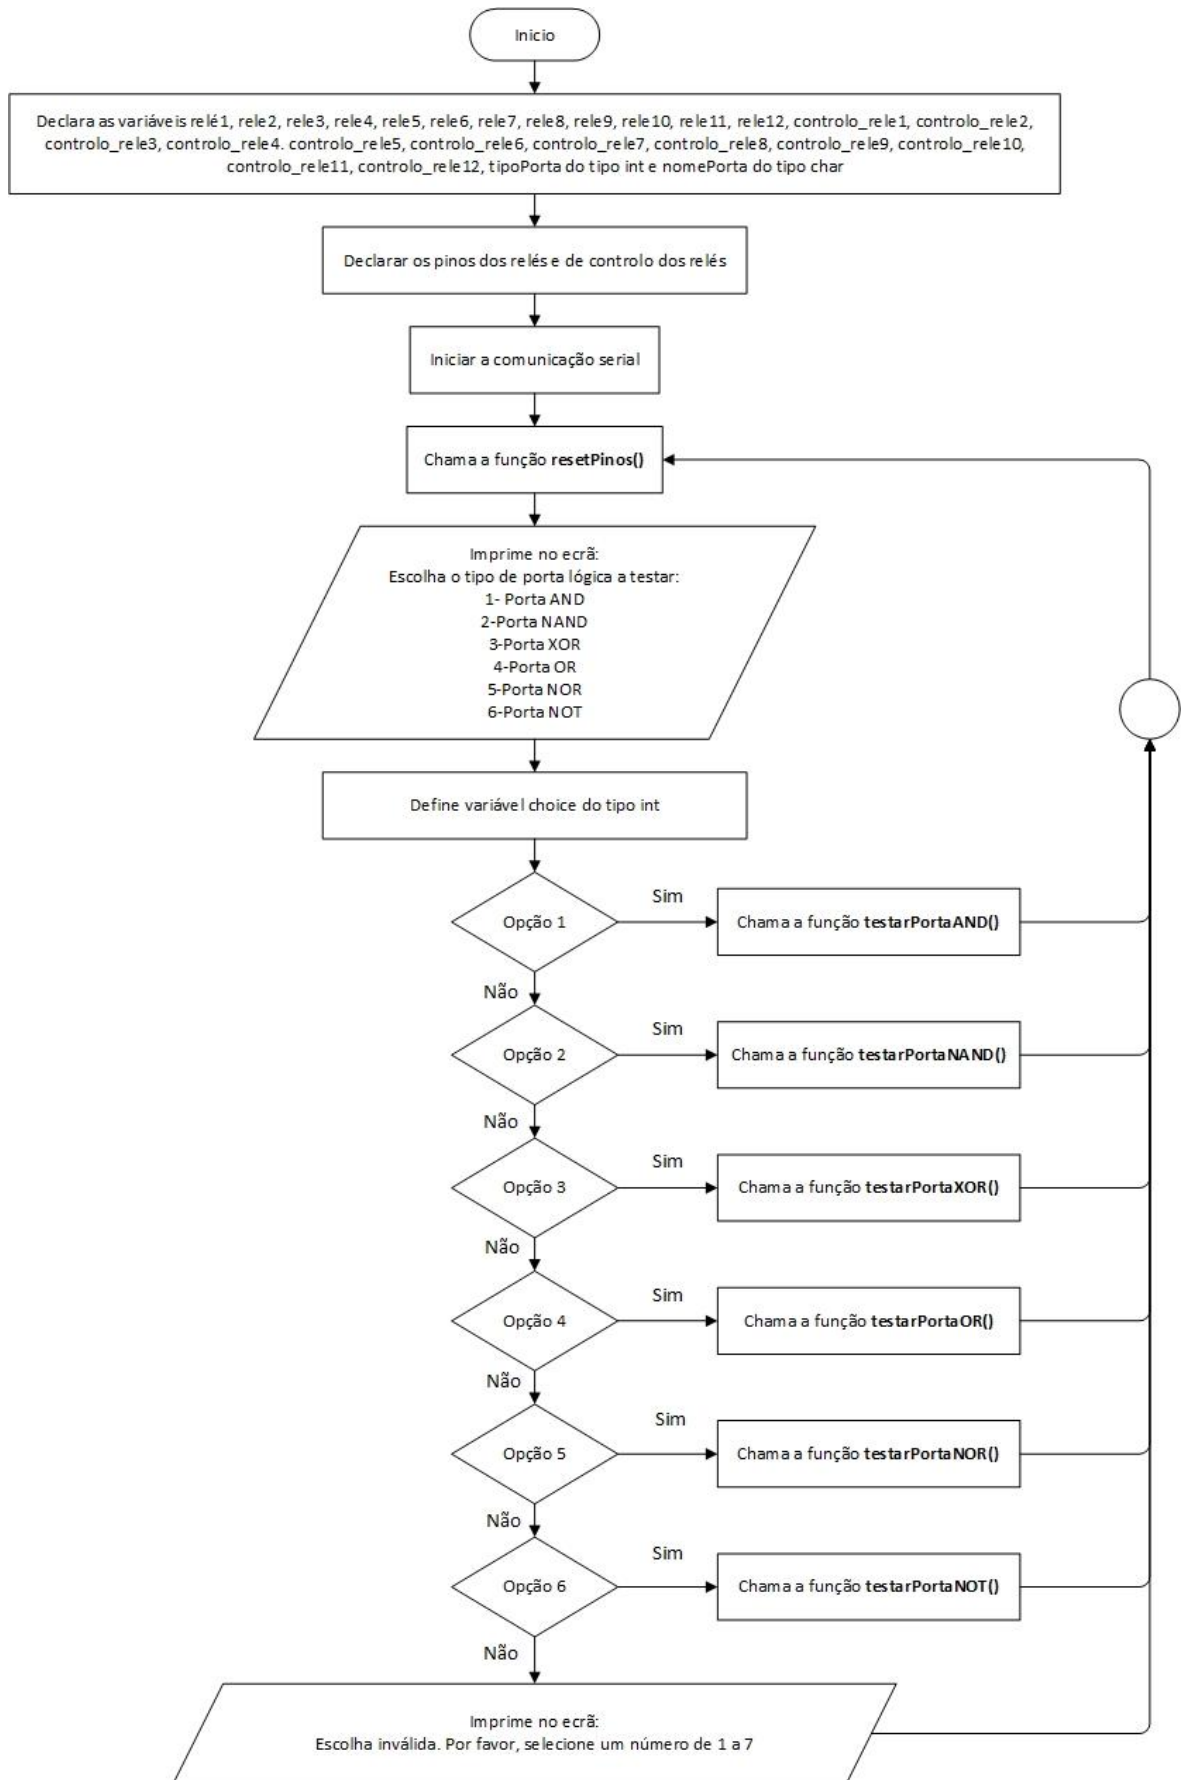 Inicio
Declara as variáveis relé1, rele2, rele3, rele4, rele5, rele6, rele7, rele8, rele9, rele10, rele11, rele12, controlo_rele1, controlo_rele2,
controlo_rele3, controlo_rele4. controlo_rele5, controlo_rele6, controlo_rele7, controlo_rele8, controlo_rele9, controlo_rele10,
controlo_rele11, controlo_rele12, tipoPorta do tipo int e nomePorta do tipo char
Declarar os pinos dos relés e de controlo dos relés
Iniciar a comunicação serial
Chama a função resetPinos()
Imprime no ecrã:
Escolha o tipo de porta lógica a testar:
1- Porta AND
2-Porta NAND
3-Porta XOR
4-Porta OR
5-Porta NOR
6-Porta NOT
Define variável choice do tipo int
Opção 1
Sim
Chama a função testarPortaAND()
Não
Opção 2
Sim
Chama a função testarPortaNAND()
Não
Opção 3
Sim
Chama a função testarPortaXOR()
Não
Opção 4
Sim
Chama a função testarPortaOR()
Não
Opção 5
Sim
Chama a função testarPortaNOR()
Não
Opção 6
Sim
Chama a função testarPortaNOT()
Não
Imprime no ecrã:
Escolha inválida. Por favor, selecione um número de 1 a 7